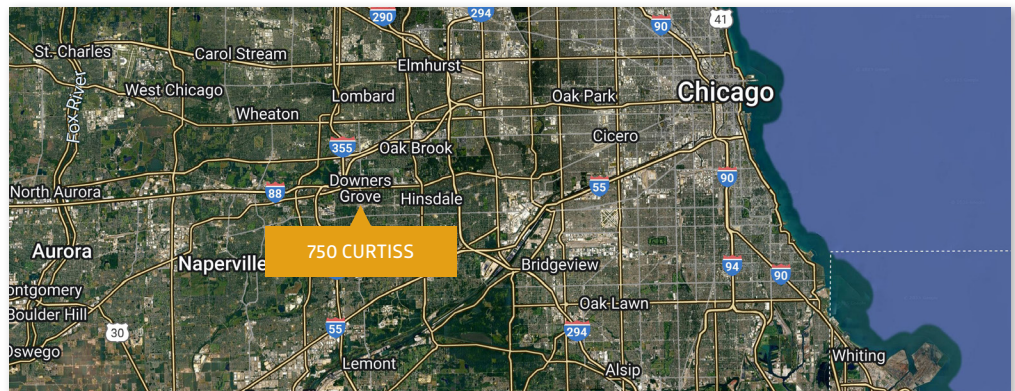 290
294
90
41
St. Charles
Carol Stream
Elmhurst
Fox River
West Chicago
Lombard
Oak Park
Chicago
Wheaton
Cicero
355
Oak Brook
North Aurora
88
Downers
Grove
Hinsdale
55
90
750 CURTISS
Aurora
Naperville
Bridgeview
94
90
ontgomery
Boulder Hill
Oak Lawn
30
55
294
Oswego
Lemont
Alsip
Whiting